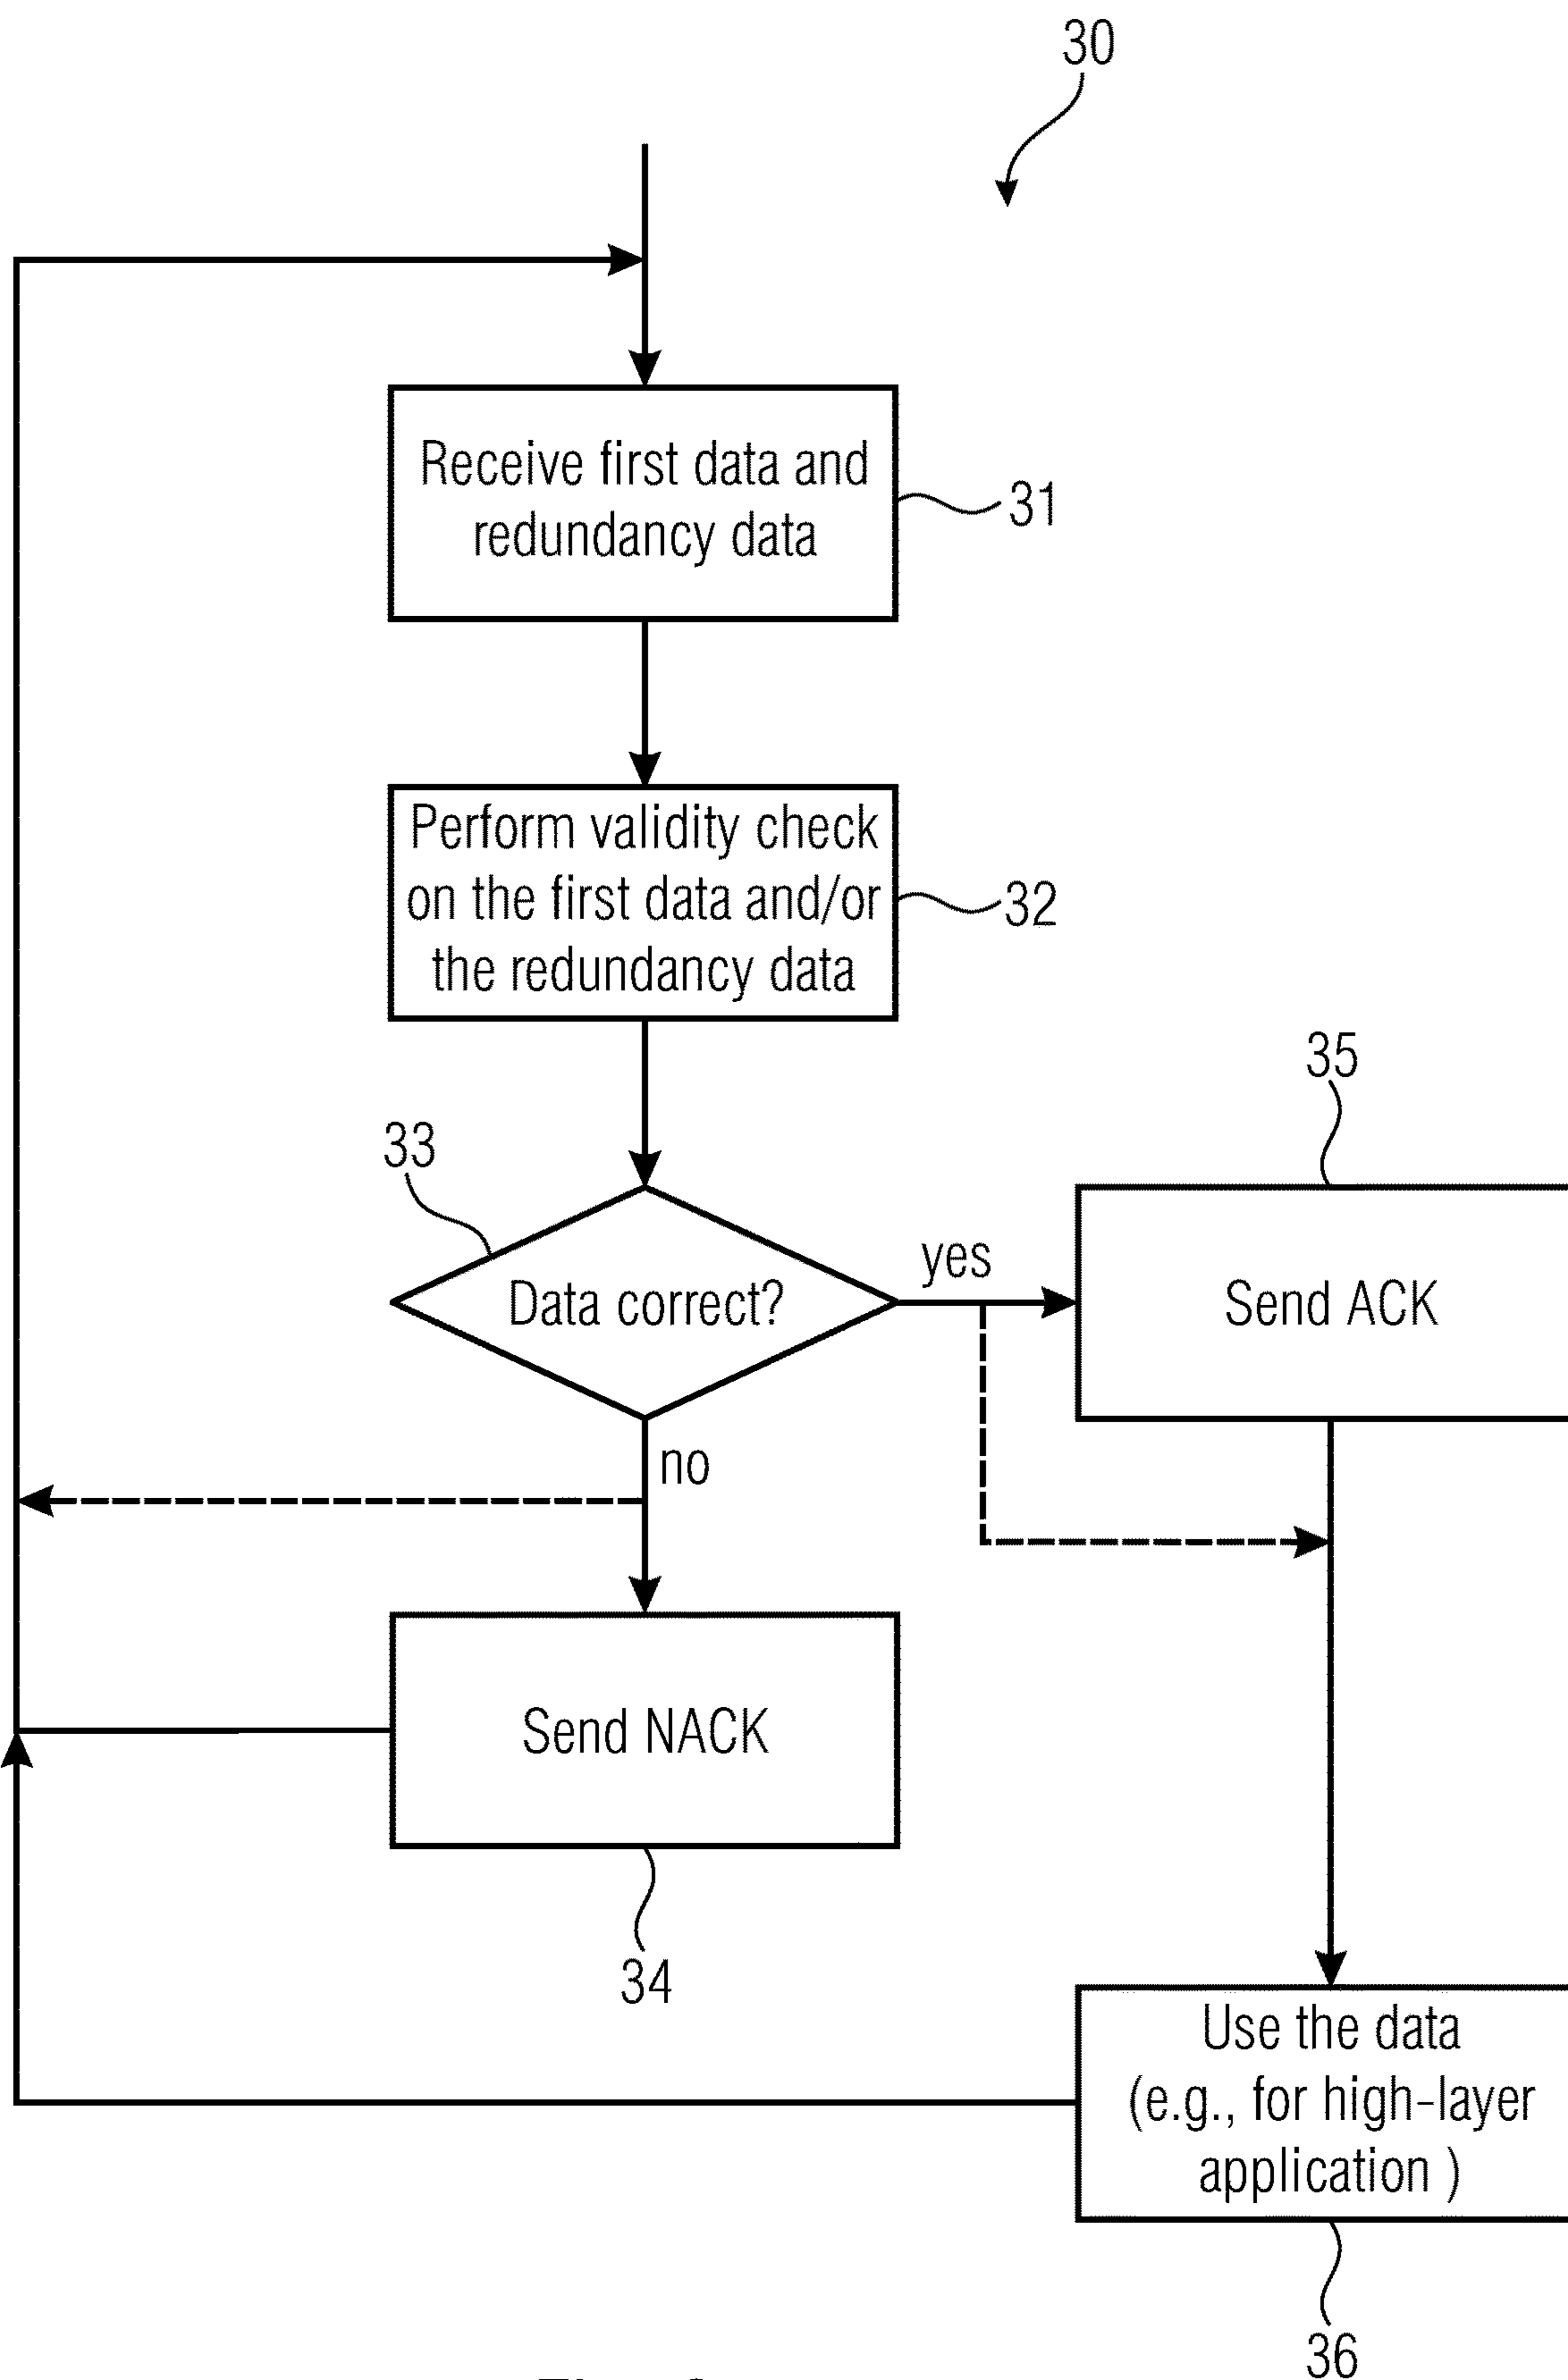 30
Receive first data and
redundancy data
31
Perform validity check
on the first data and/or
the redundancy data
32
33
Data correct?
yes
35
Send ACK
no
Send NACK
34
Use the data
(e.g., for high-layer
application )
36